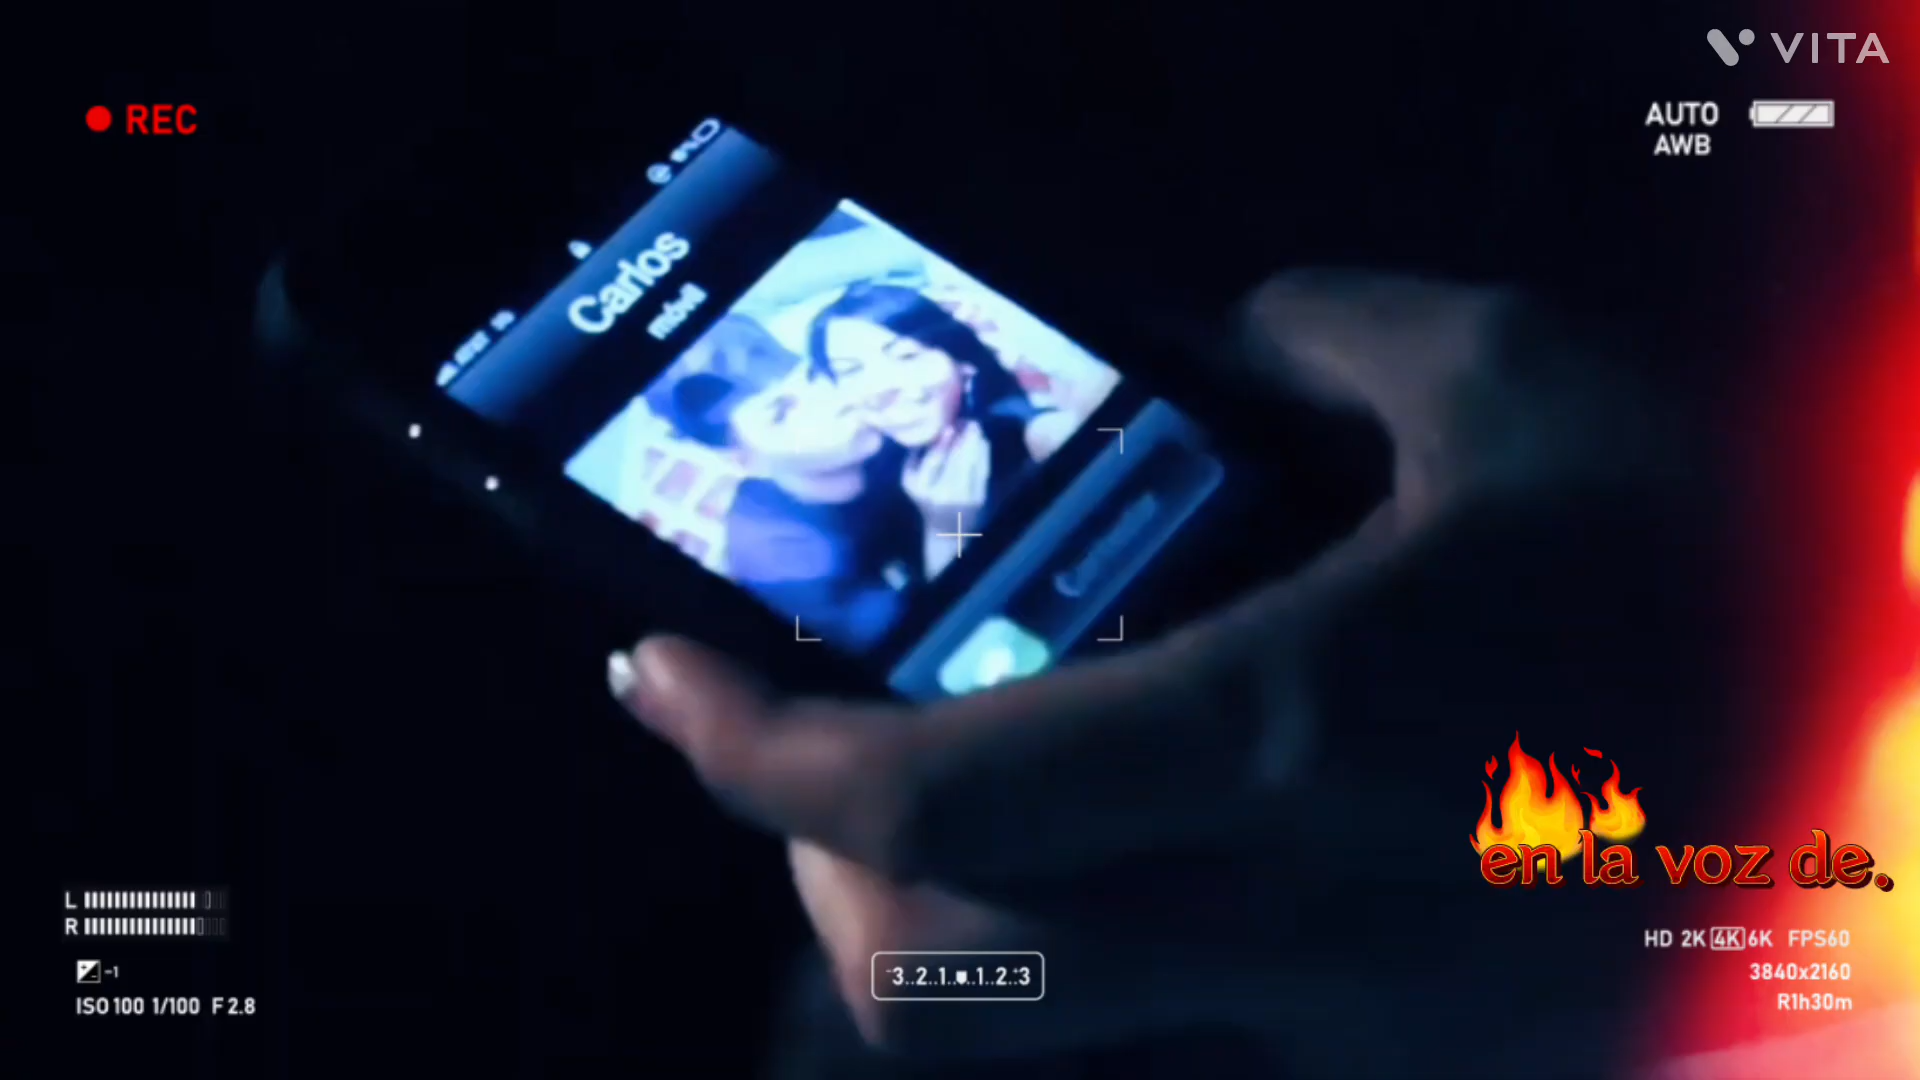 VITA
REC
AUTO
AWB
Carlos
móvil
en la voz de.
L
R
-1
ISO 100 1/100 F 2.8
-3..2..1..■..1..2..+3
HD 2K 4K 6K FPS60
3840x2160
R1h30m